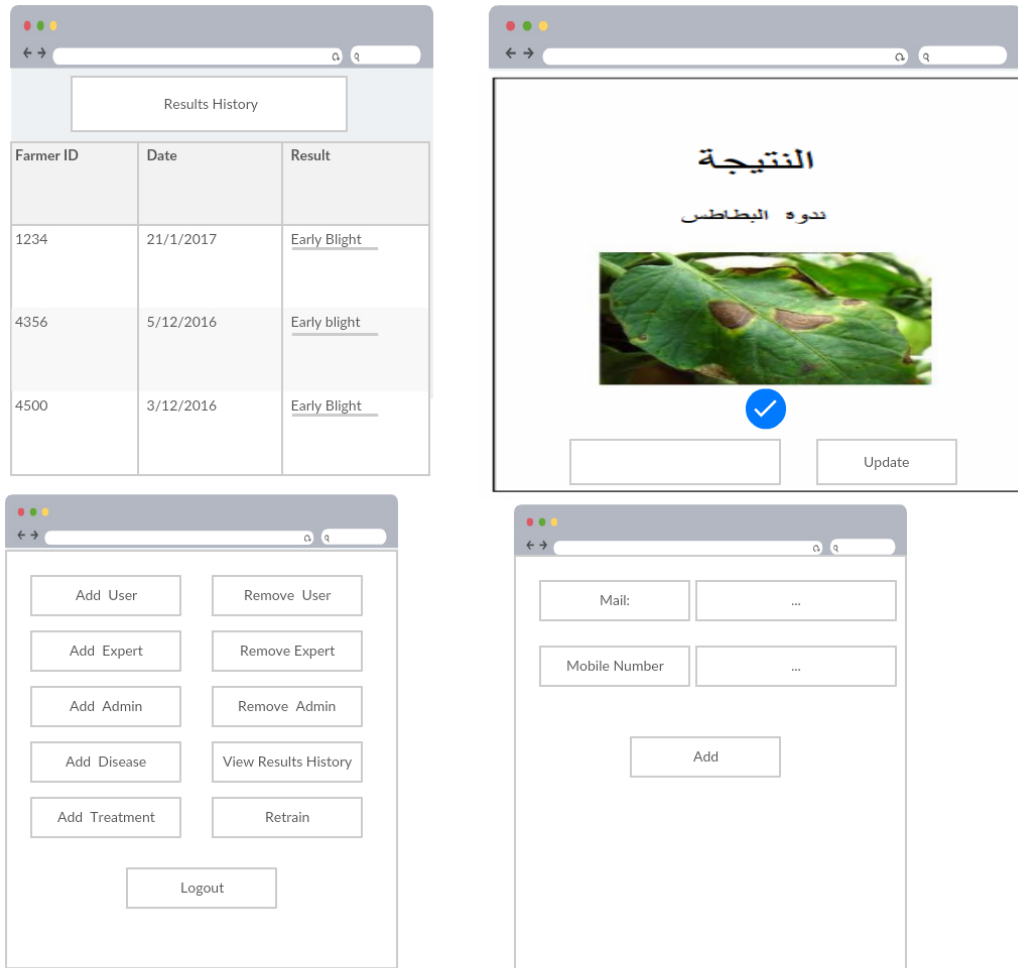 Results History
Farmer ID Date Result
1234 21/1/2017 Early Blight
4356 5/12/2016 Early blight
4500 3/12/2016 Early Blight
النتيجة
ندوه البطاطس
Update
Add User Remove User
Add Expert Remove Expert
Add Admin Remove Admin
Add Disease View Results History
Add Treatment Retrain
Logout
Mail: ...
Mobile Number ...
Add